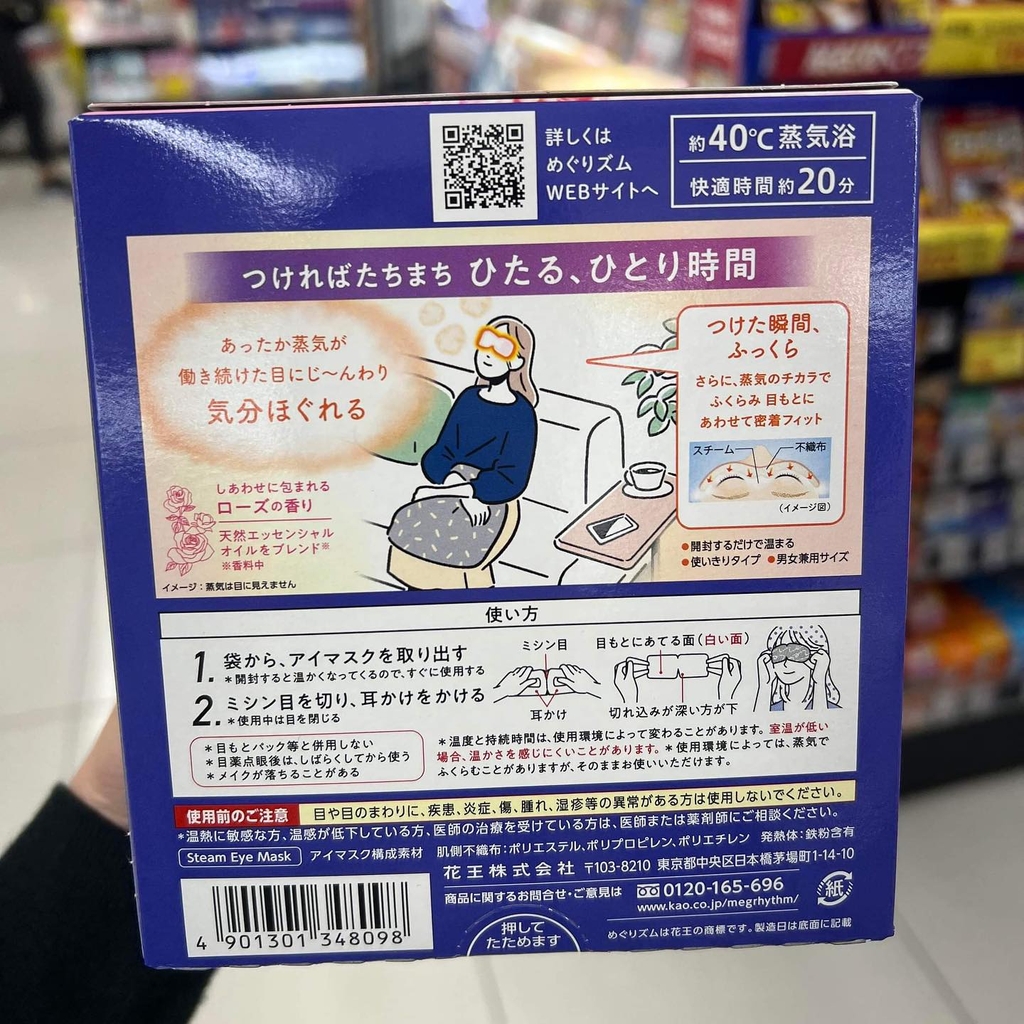 詳しくは
めぐりズム
WEBサイトへ
約40℃蒸気浴
快適時間約20分
つければたちまち ひたる、ひとり時間
あったか蒸気が
働き続けた目にじ〜んわり
気分ほぐれる
しあわせに包まれる
ローズの香り
天然エッセンシャル
オイルをブレンド※
※香料中
イメージ：蒸気は目に見えません
つけた瞬間、
ふっくら
さらに、蒸気のチカラで
ふくらみ 目もとに
あわせて密着フィット
スチーム 不織布
(イメージ図)
●開封するだけで温まる
●使いきりタイプ ●男女兼用サイズ
使い方
1. 袋から、アイマスクを取り出す
＊開封すると温かくなってくるので、すぐに使用する
2. ミシン目を切り、耳かけをかける
＊使用中は目を閉じる
ミシン目
耳かけ
目もとにあてる面(白い面)
切れ込みが深い方が下
＊目もとパック等と併用しない
＊目薬点眼後は、しばらくしてから使う
＊メイクが落ちることがある
＊温度と持続時間は、使用環境によって変わることがあります。室温が低い
場合、温かさを感じにくいことがあります。＊使用環境によっては、蒸気で
ふくらむことがありますが、そのままお使いいただけます。
使用前のご注意 目や目のまわりに、疾患、炎症、傷、腫れ、湿疹等の異常がある方は使用しないでください。
＊温熱に敏感な方、温感が低下している方、医師の治療を受けている方は、医師または薬剤師にご相談ください。
Steam Eye Mask アイマスク構成素材 肌側不織布：ポリエステル、ポリプロピレン、ポリエチレン 発熱体：鉄粉含有
花王株式会社 〒103-8210 東京都中央区日本橋茅場町1-14-10
商品に関するお問合せ・ご意見は 0120-165-696
www.kao.co.jp/megrhythm/
紙
4 901301 348098
押して
たためます
めぐりズムは花王の商標です。製造日は底面に記載